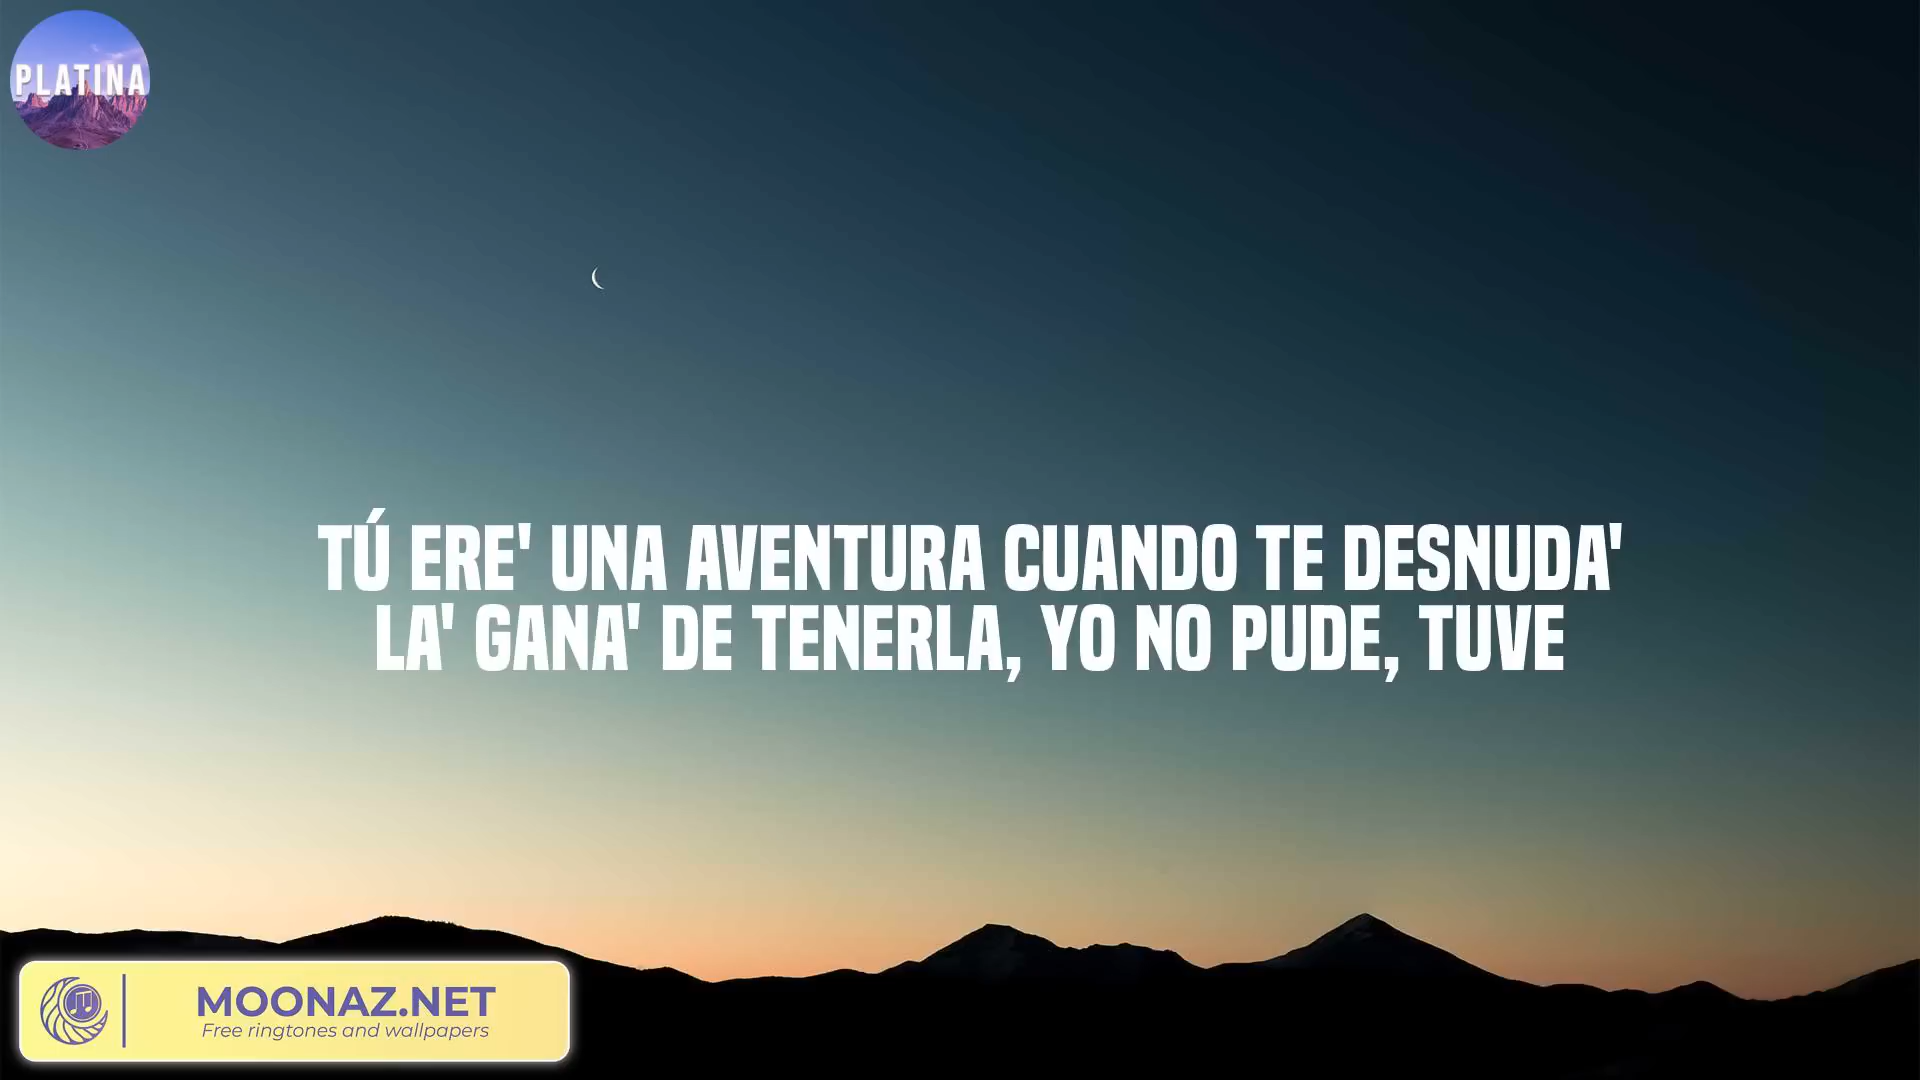 PLATINA
TÚ ERE' UNA AVENTURA CUANDO TE DESNUDA'
LA' GANA' DE TENERLA, YO NO PUDE, TUVE
MOONAZ.NET
Free ringtones and wallpapers